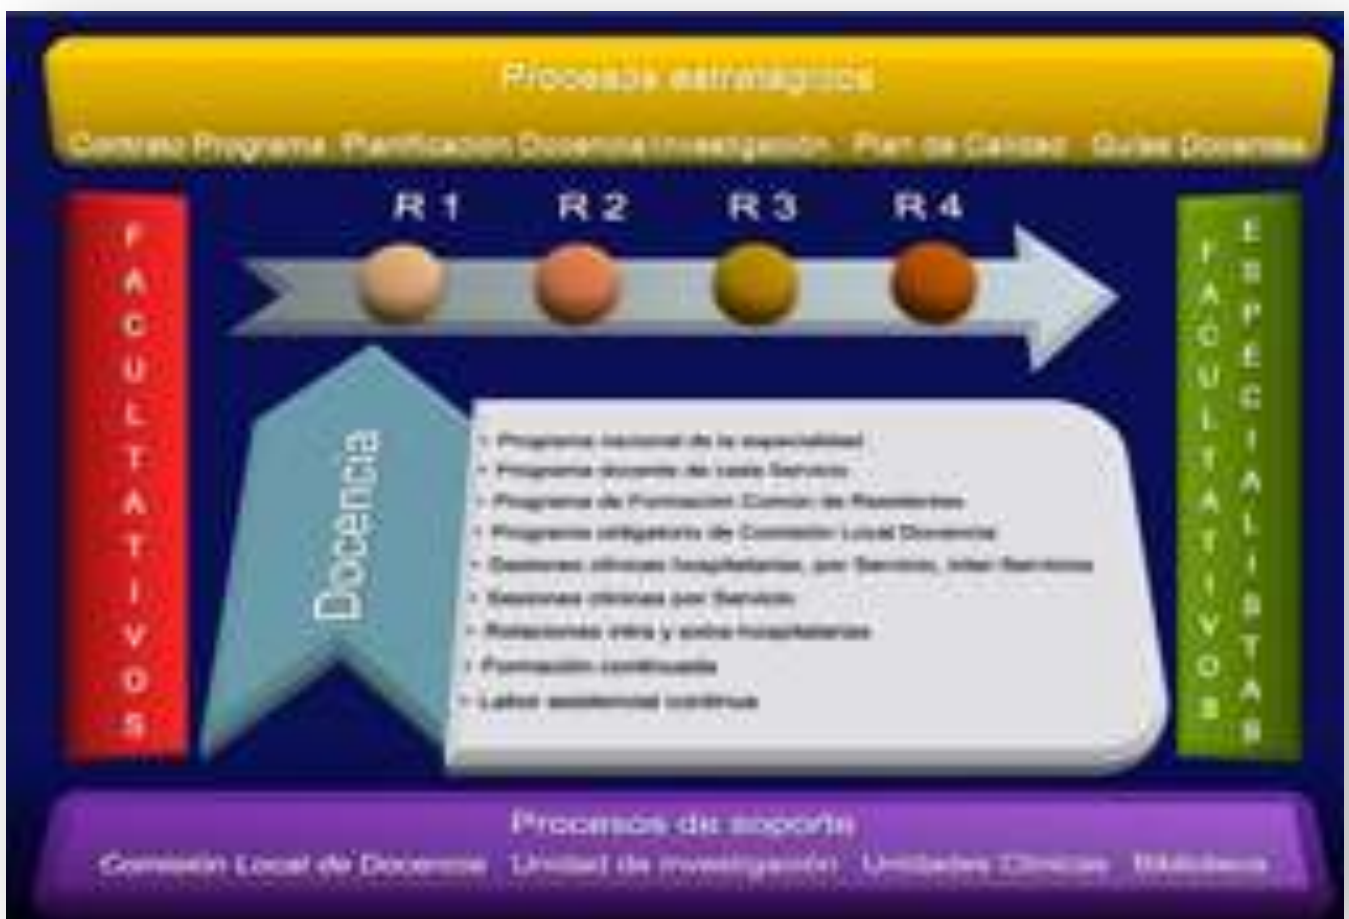 Procesos estratégicos
Contrato Programa Planificación Docencia Investigación Plan de Calidad Guías Docentes
R 1 R 2 R 3 R 4
FACULTATIVOS
Docencia
• Programa nacional de la especialidad
• Programa docente de cada Servicio
• Programa de Formación Común de Residentes
• Programa obligatorio de Comisión Local Docencia
• Sesiones clínicas hospitalarias, por Servicio, inter-Servicios
• Sesiones clínicas por Servicio
• Rotaciones intra y extra-hospitalarias
• Formación continuada
• Labor asistencial continua
FACULTATIVOS
ESPECIALISTAS
Procesos de soporte
Comisión Local de Docencia Unidad de investigación Unidades Clínicas Biblioteca